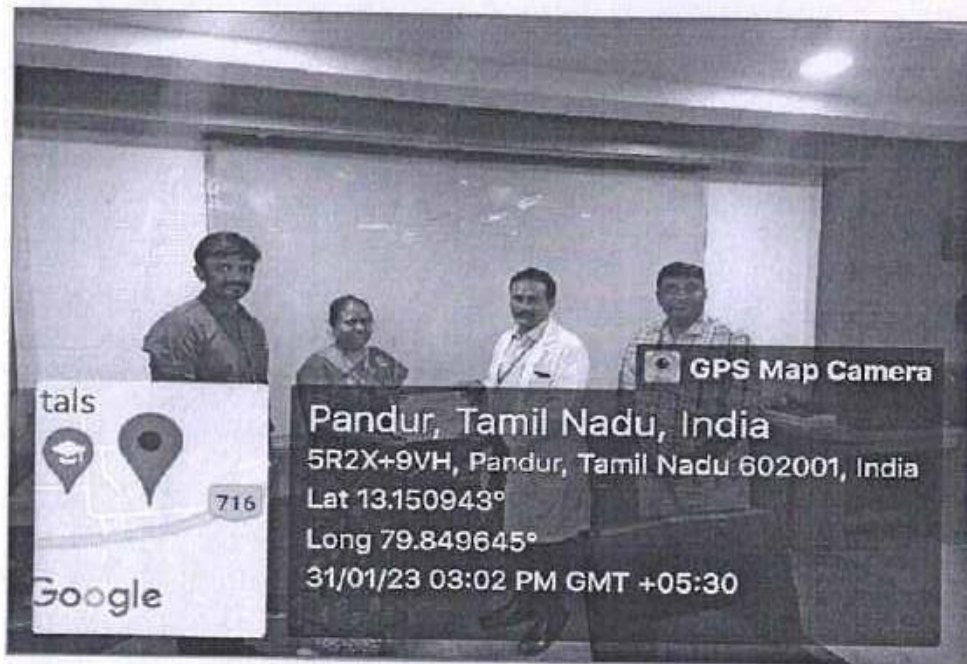 GPS Map Camera
tals
716
Google
Pandur, Tamil Nadu, India
5R2X+9VH, Pandur, Tamil Nadu 602001, India
Lat 13.150943°
Long 79.849645°
31/01/23 03:02 PM GMT +05:30